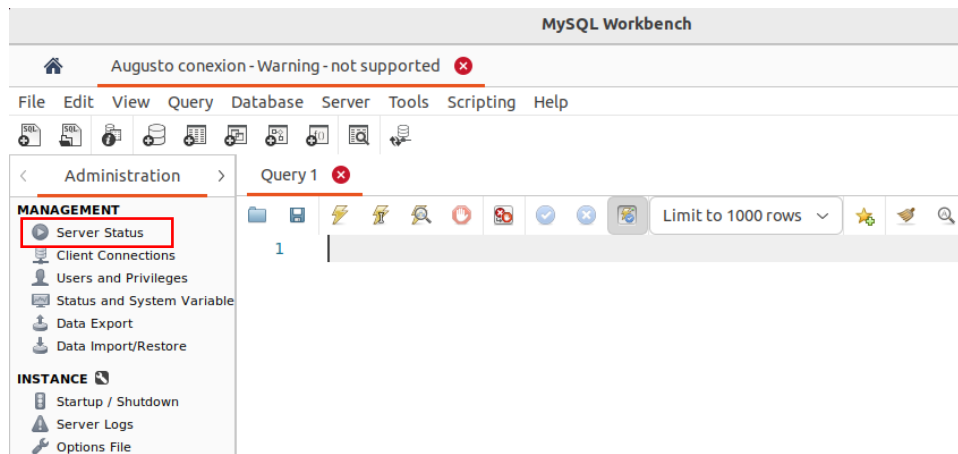 MySQL Workbench
Augusto conexion - Warning - not supported
File Edit View Query Database Server Tools Scripting Help
Administration
Query 1
MANAGEMENT
Server Status
Client Connections
Users and Privileges
Status and System Variable
Data Export
Data Import/Restore
INSTANCE
Startup / Shutdown
Server Logs
Options File
Limit to 1000 rows
1